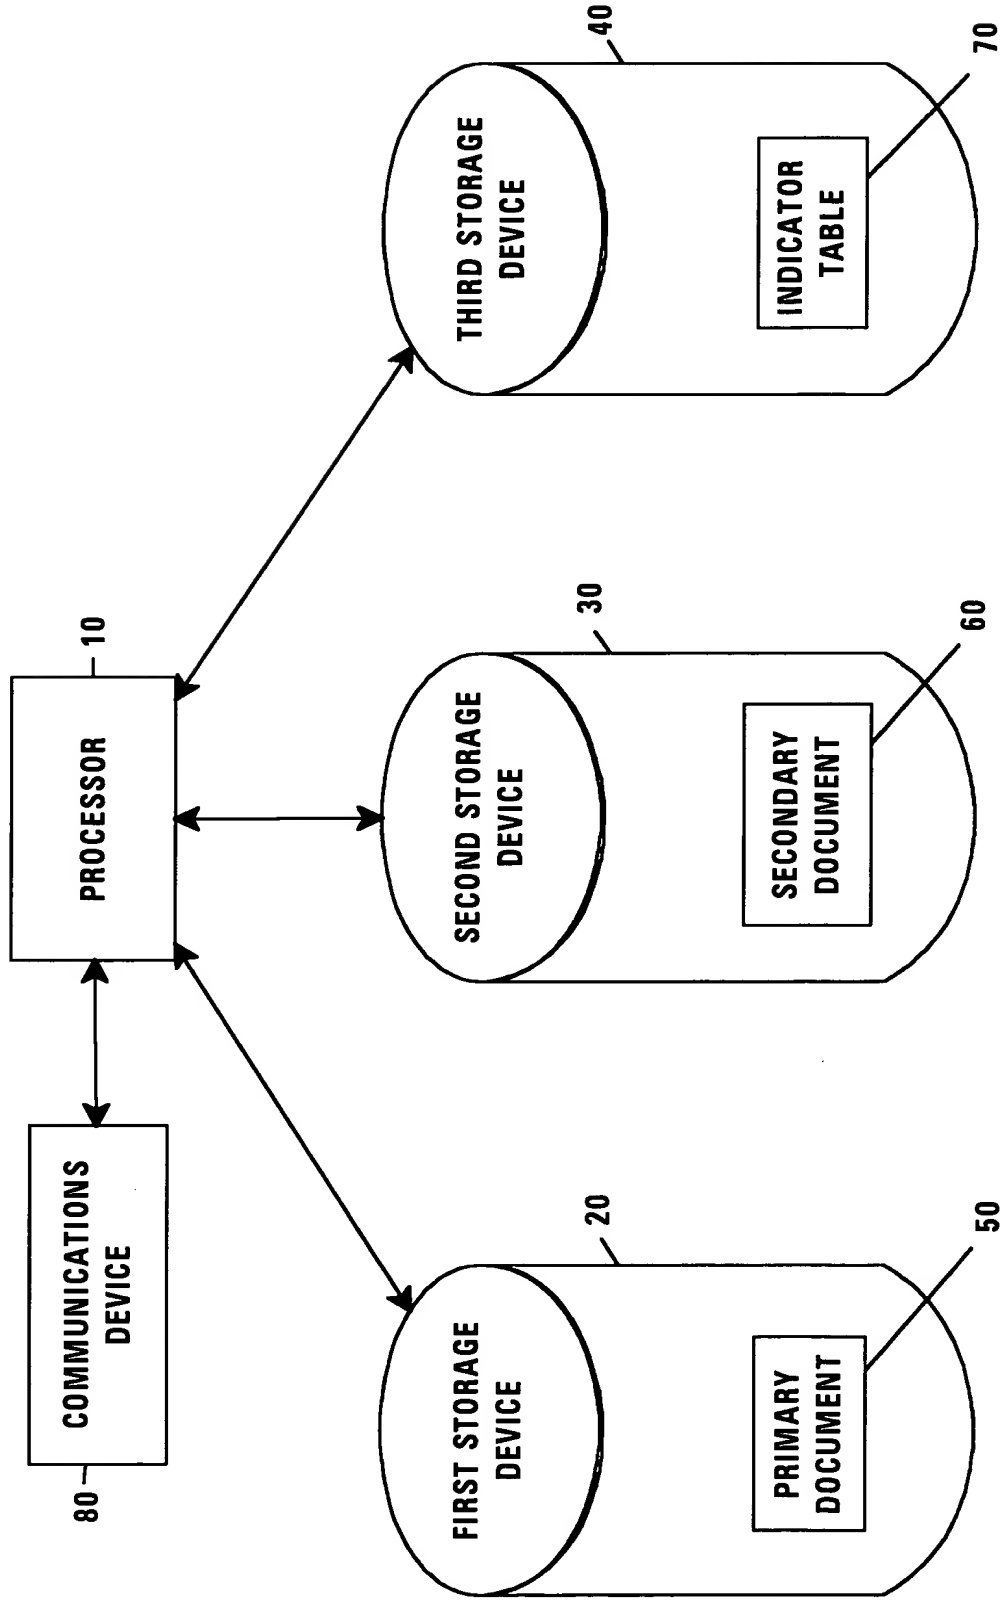 80
COMMUNICATIONS
DEVICE
PROCESSOR
10
FIRST STORAGE
DEVICE
20
PRIMARY
DOCUMENT
50
SECOND STORAGE
DEVICE
30
SECONDARY
DOCUMENT
60
THIRD STORAGE
DEVICE
40
INDICATOR
TABLE
70